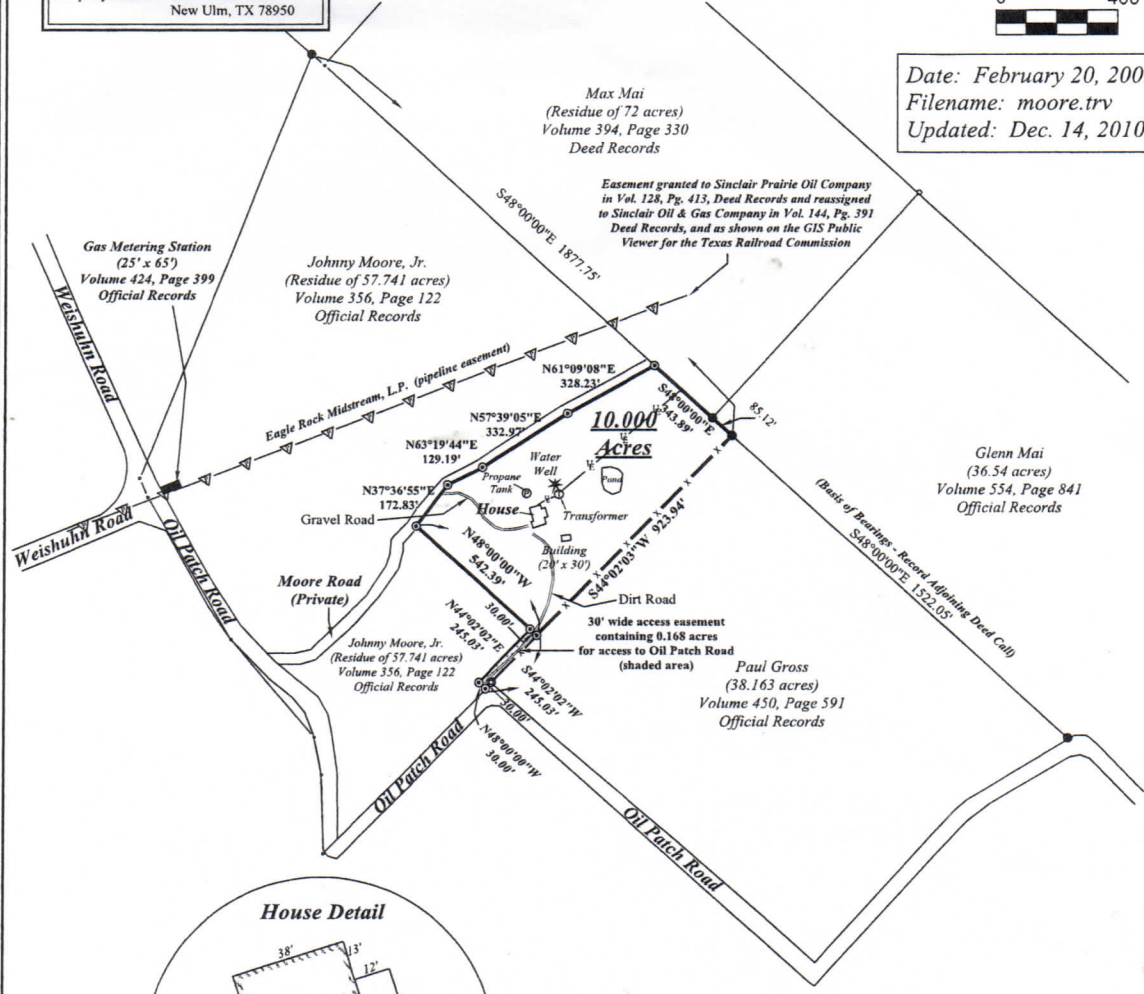 New Ulm, TX 78950
0
400
Date: February 20, 200
Filename: moore.trv
Updated: Dec. 14, 2010
Max Mai
(Residue of 72 acres)
Volume 394, Page 330
Deed Records
Easement granted to Sinclair Prairie Oil Company
in Vol. 128, Pg. 413, Deed Records and reassigned
to Sinclair Oil & Gas Company in Vol. 144, Pg. 391
Deed Records, and as shown on the GIS Public
Viewer for the Texas Railroad Commission
S48°00'00"E 1877.75'
Gas Metering Station
(25' x 65')
Volume 424, Page 399
Official Records
Johnny Moore, Jr.
(Residue of 57.741 acres)
Volume 356, Page 122
Official Records
Weishuhn Road
Eagle Rock Midstream, L.P. (pipeline easement)
N61°09'08"E
328.23'
S48°00'00"E
343.89'
85.12'
N57°39'05"E
332.97'
10.000
Acres
N63°19'44"E
129.19'
Water
Well
Propane
Tank
Pond
UE
UE
UE
N37°36'55"E
172.83'
House
Transformer
Gravel Road
Glenn Mai
(36.54 acres)
Volume 554, Page 841
Official Records
Weishuhn Road
Oil Patch Road
N48°00'00"W
542.39'
Building
(20' x 30')
S44°02'03"W 923.94'
(Basis of Bearings - Record Adjoining Deed Call)
S48°00'00"E 1522.05'
Moore Road
(Private)
Dirt Road
30.00'
30' wide access easement
containing 0.168 acres
for access to Oil Patch Road
(shaded area)
N44°02'02"E
245.03'
Johnny Moore, Jr.
(Residue of 57.741 acres)
Volume 356, Page 122
Official Records
S44°02'02"W
245.03'
Paul Gross
(38.163 acres)
Volume 450, Page 591
Official Records
30.00'
N48°00'00"W
30.00'
Oil Patch Road
Oil Patch Road
House Detail
38'
13'
12'